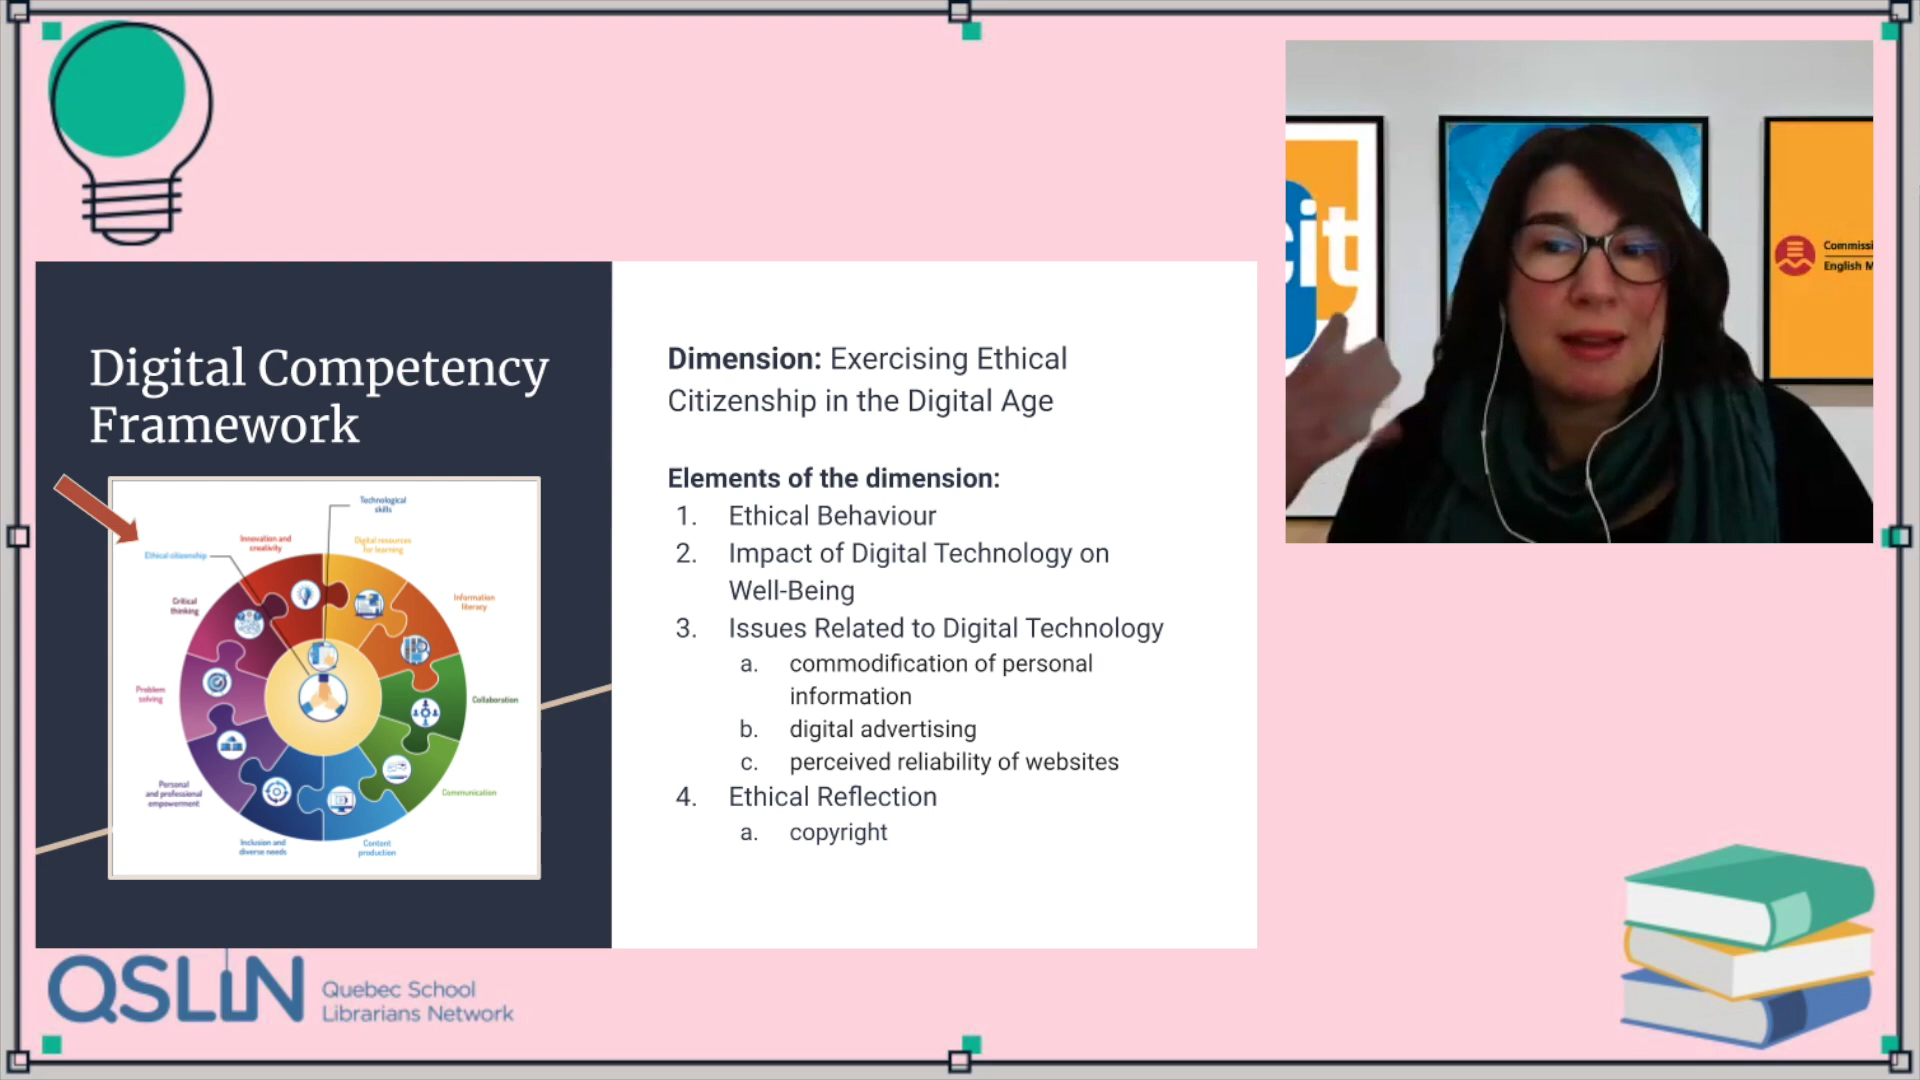 Digital Competency
Framework
Technological
skills
Innovation and
creativity
Digital resources
for learning
Ethical citizenship
Critical
thinking
Information
literacy
Problem
solving
Collaboration
Personal
and professional
empowerment
Communication
Inclusion and
diverse needs
Content
production
Dimension: Exercising Ethical
Citizenship in the Digital Age
Elements of the dimension:
1. Ethical Behaviour
2. Impact of Digital Technology on
Well-Being
3. Issues Related to Digital Technology
a. commodification of personal
information
b. digital advertising
c. perceived reliability of websites
4. Ethical Reflection
a. copyright
cit
Commissi
English M
QSLiN
Quebec School
Librarians Network